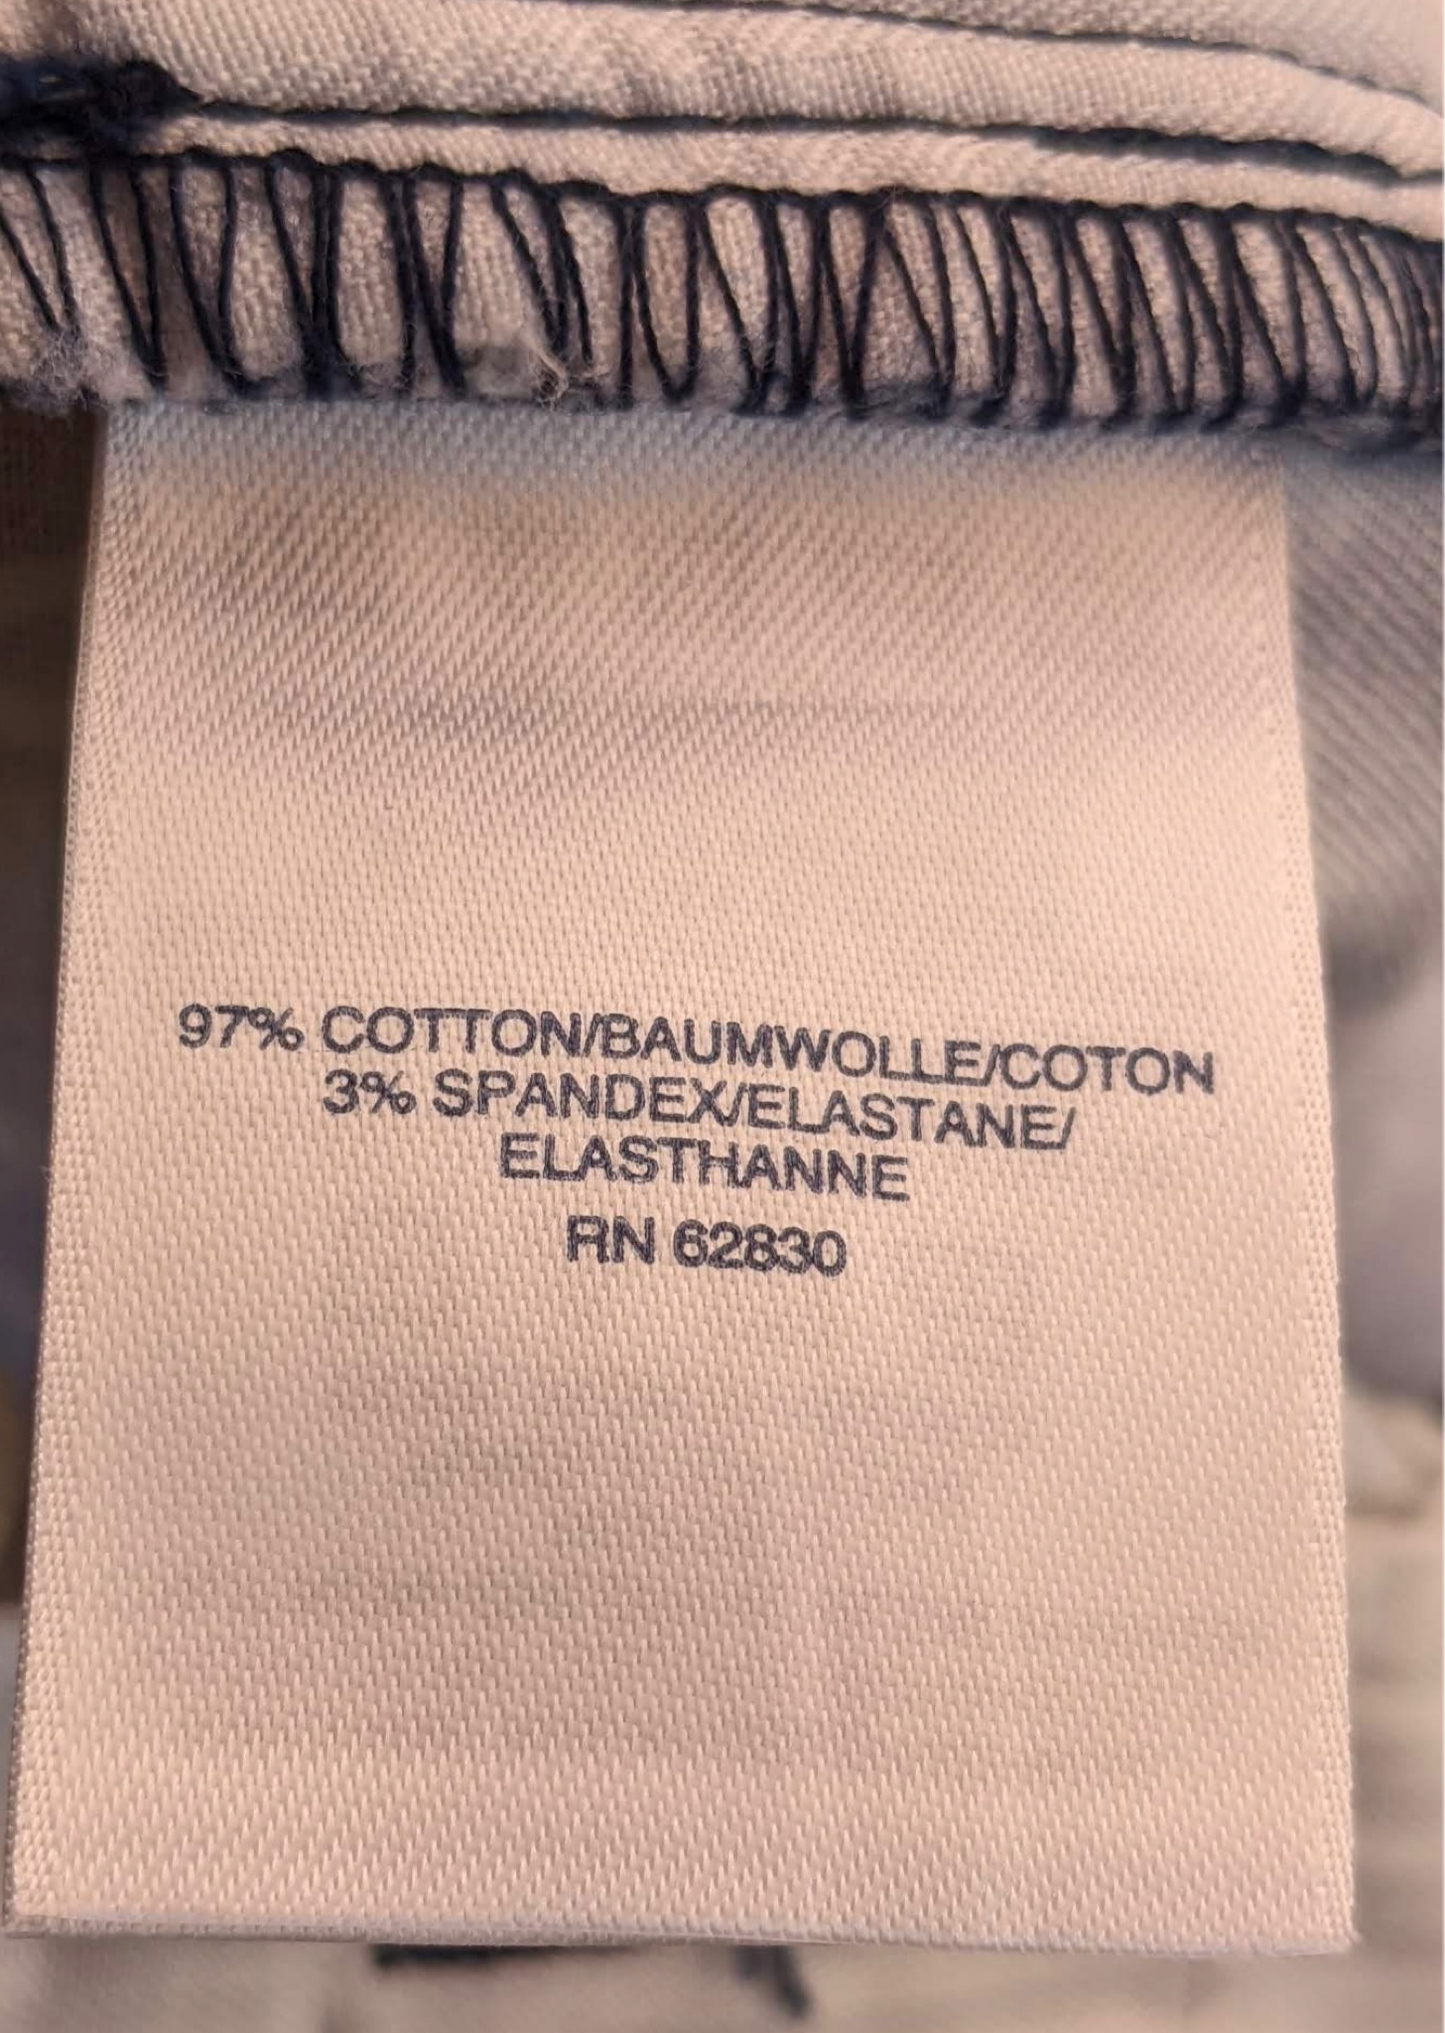 97% COTTON/BAUMWOLLE/COTON
3% SPANDEX/ELASTANE/
ELASTHANNE
RN 62830